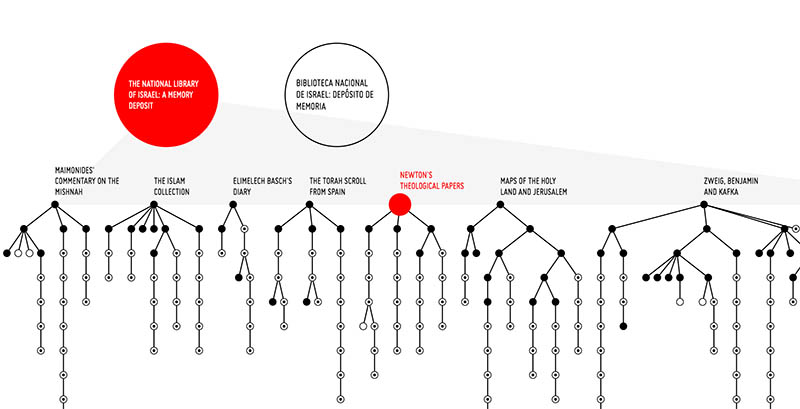 THE NATIONAL LIBRARY
OF ISRAEL: A MEMORY
DEPOSIT
BIBLIOTECA NACIONAL
DE ISRAEL: DEPÓSITO DE
MEMORIA
MAIMONIDES'
COMMENTARY ON THE
MISHNAH
THE ISLAM
COLLECTION
ELIMELECH BASCH'S
DIARY
THE TORAH SCROLL
FROM SPAIN
NEWTON'S
THEOLOGICAL PAPERS
MAPS OF THE HOLY
LAND AND JERUSALEM
ZWEIG, BENJAMIN
AND KAFKA